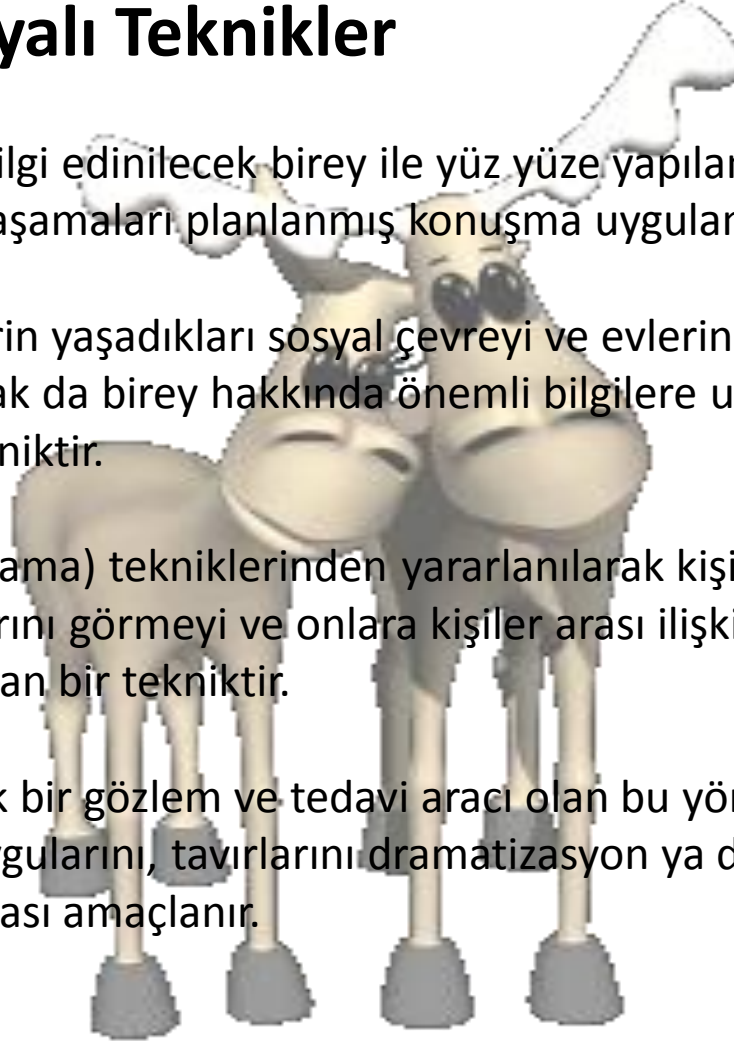 yalı Teknikler
ilgi edinilecek birey ile yüz yüze yapılan
aşamaları planlanmış konuşma uygulan
rin yaşadıkları sosyal çevreyi ve evlerin
ak da birey hakkında önemli bilgilere u
niktir.
ama) tekniklerinden yararlanılarak kişi
arını görmeyi ve onlara kişiler arası ilişki
an bir tekniktir.
k bir gözlem ve tedavi aracı olan bu yön
ygularını, tavırlarını dramatizasyon ya d
ası amaçlanır.